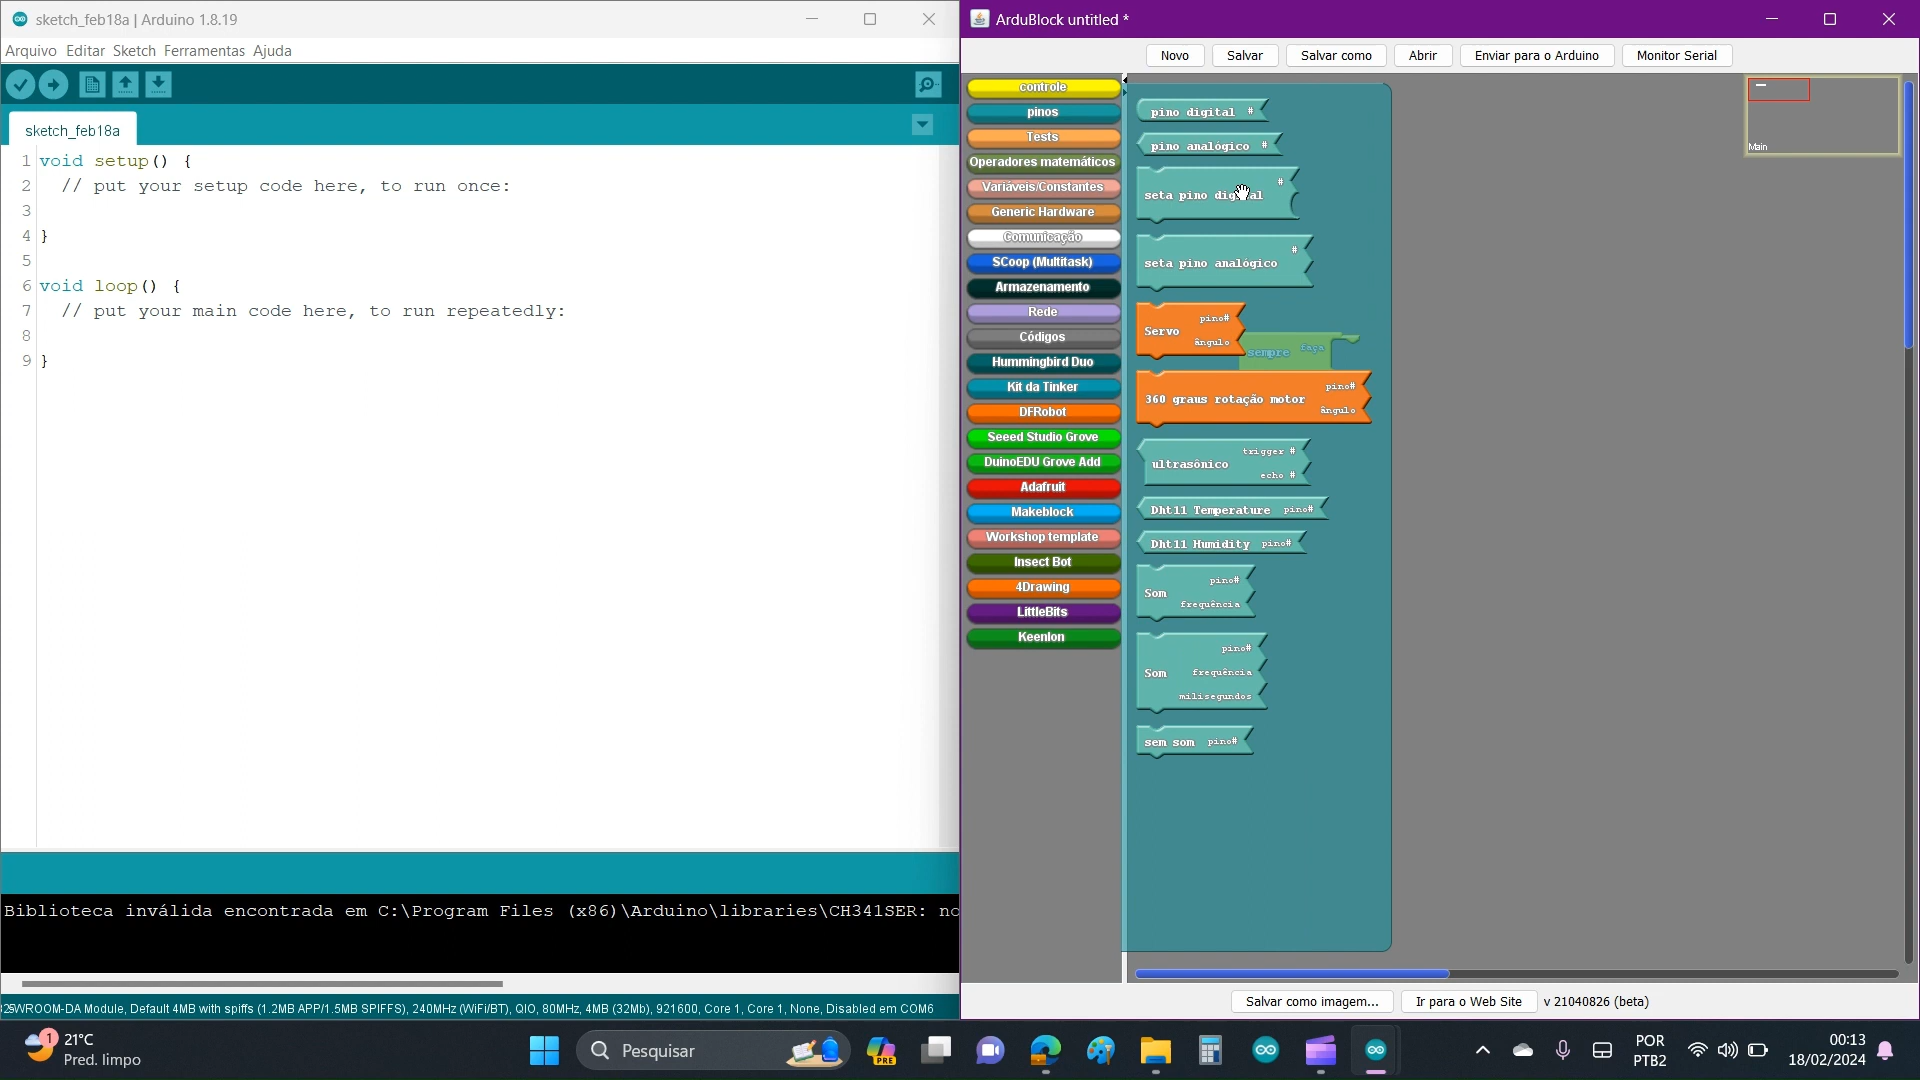 sketch_feb18a | Arduino 1.8.19
Arquivo Editar Sketch Ferramentas Ajuda
sketch_feb18a
1 void setup() {
2 // put your setup code here, to run once:
3
4 }
5
6 void loop() {
7 // put your main code here, to run repeatedly:
8
9 }
Biblioteca inválida encontrada em C:\Program Files (x86)\Arduino\libraries\CH341SER: no
WROOM-DA Module, Default 4MB with spiffs (1.2MB APP/1.5MB SPIFFS), 240MHz (WiFi/BT), QIO, 80MHz, 4MB (32Mb), 921600, Core 1, Core 1, None, Disabled em COM6
ArduBlock untitled *
Novo Salvar Salvar como Abrir Enviar para o Arduino Monitor Serial
controle
pinos
Tests
Operadores matemáticos
Variáveis/Constantes
Generic Hardware
Comunicação
SCoop (Multitask)
Armazenamento
Rede
Códigos
Hummingbird Duo
Kit da Tinker
DFRobot
Seeed Studio Grove
DuinoEDU Grove Add
Adafruit
Makeblock
Workshop template
Insect Bot
4Drawing
LittleBits
Keenlon
pino digital #
pino analógico #
seta pino digital #
seta pino analógico #
Servo pino#
ângulo
sempre faça
360 graus rotação motor pino#
ângulo
ultrasônico trigger #
echo #
Dht11 Temperature pino#
Dht11 Humidity pino#
Som pino#
frequência
Som pino#
frequência
milisegundos
sem som pino#
Main
Salvar como imagem... Ir para o Web Site v 21040826 (beta)
1
21°C
Pred. limpo
Pesquisar
PRE
POR
PTB2
00:13
18/02/2024